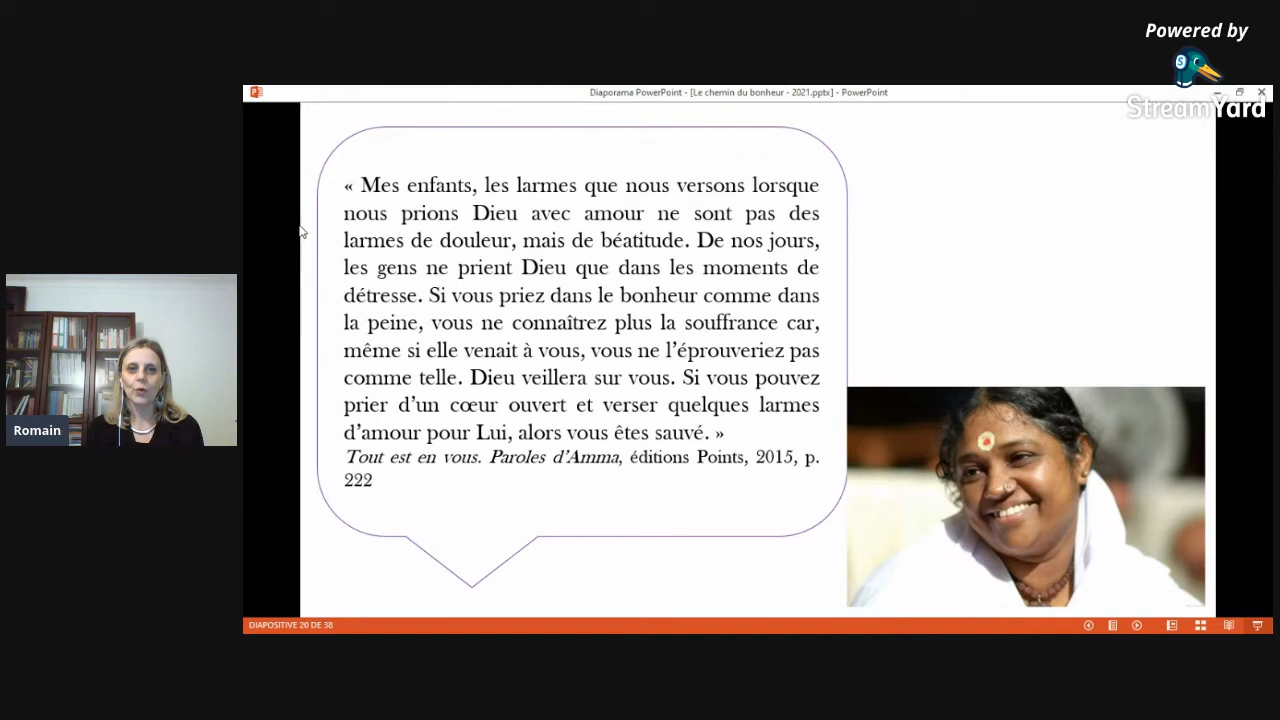 Powered by
StreamYard
Diaporama PowerPoint - [Le chemin du bonheur - 2021.pptx] - PowerPoint
« Mes enfants, les larmes que nous versons lorsque
nous prions Dieu avec amour ne sont pas des
larmes de douleur, mais de béatitude. De nos jours,
les gens ne prient Dieu que dans les moments de
détresse. Si vous priez dans le bonheur comme dans
la peine, vous ne connaîtrez plus la souffrance car,
même si elle venait à vous, vous ne l’éprouveriez pas
comme telle. Dieu veillera sur vous. Si vous pouvez
prier d’un cœur ouvert et verser quelques larmes
d’amour pour Lui, alors vous êtes sauvé. »
Tout est en vous. Paroles d’Amma, éditions Points, 2015, p.
222
Romain
DIAPOSITIVE 20 DE 38